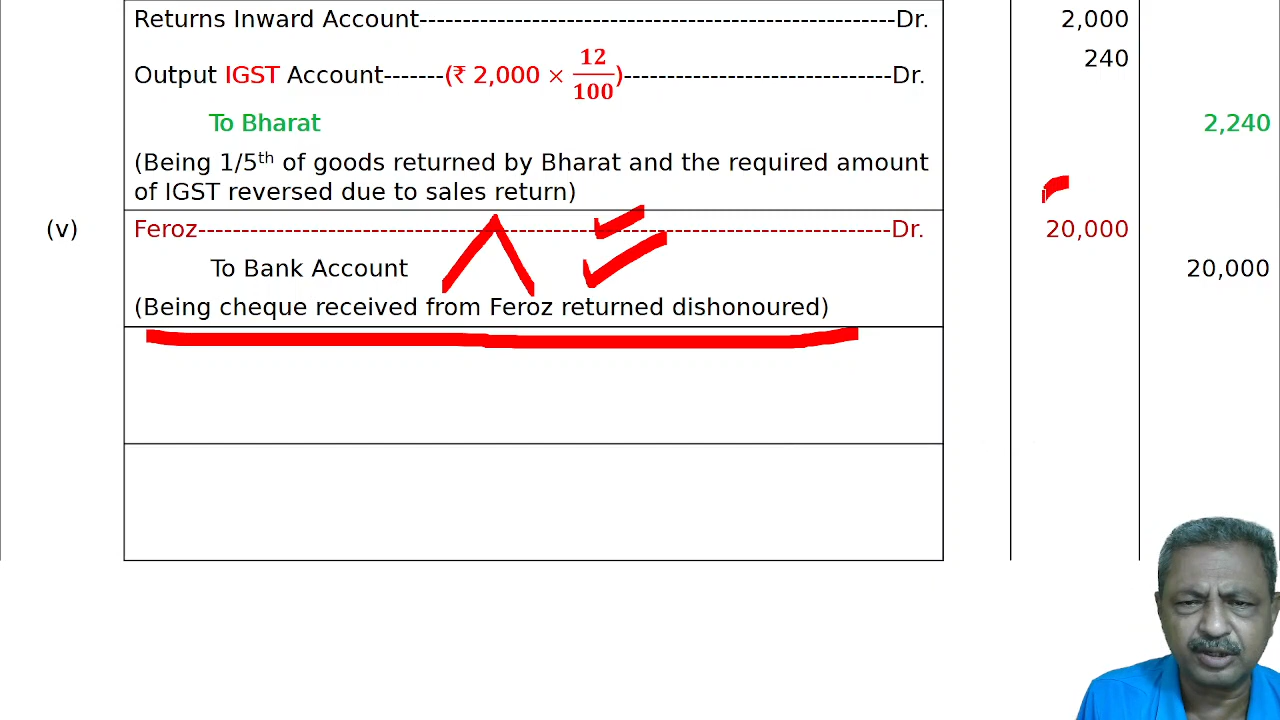 Returns Inward Account------------------------------------------------------Dr. 2,000
Output IGST Account-------(₹ 2,000 × 12/100)-------------------------------Dr. 240
To Bharat 2,240
(Being 1/5th of goods returned by Bharat and the required amount
of IGST reversed due to sales return)
(v) Feroz-------------------------------------------------------------------------------Dr. 20,000
To Bank Account 20,000
(Being cheque received from Feroz returned dishonoured)